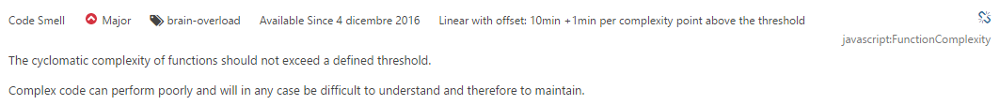 Code Smell Major brain-overload Available Since 4 dicembre 2016 Linear with offset: 10min +1min per complexity point above the threshold
javascript:FunctionComplexity
The cyclomatic complexity of functions should not exceed a defined threshold.
Complex code can perform poorly and will in any case be difficult to understand and therefore to maintain.